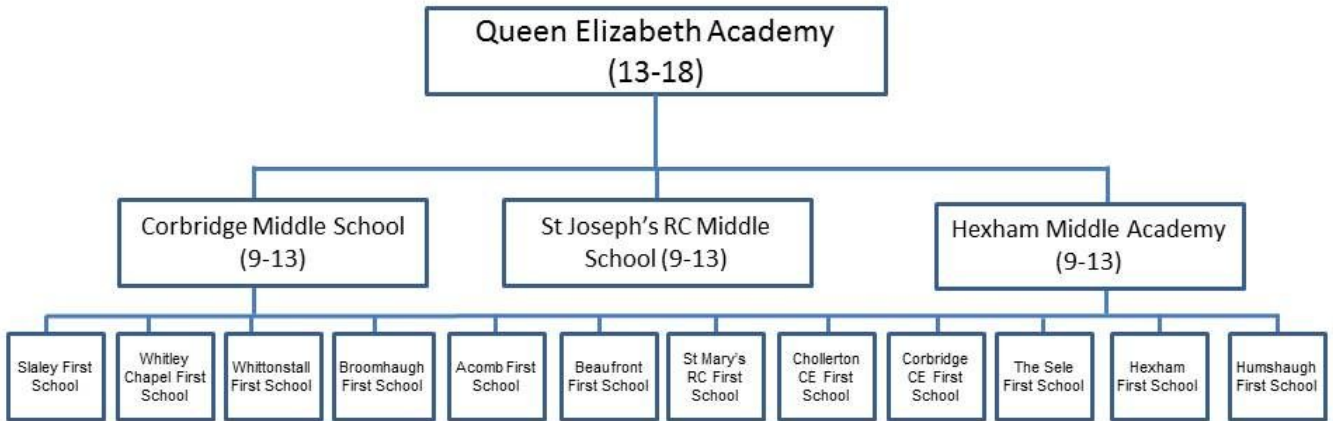 Queen Elizabeth Academy
(13-18)
Corbridge Middle School
(9-13)
St Joseph's RC Middle
School (9-13)
Hexham Middle Academy
(9-13)
Slaley First
School
Whitley
Chapel First
School
Whittonstall
First School
Broomhaugh
First School
Acomb First
School
Beaufront
First School
St Mary's
RC First
School
Chollerton
CE First
School
Corbridge
CE First
School
The Sele
First School
Hexham
First School
Humshaugh
First School